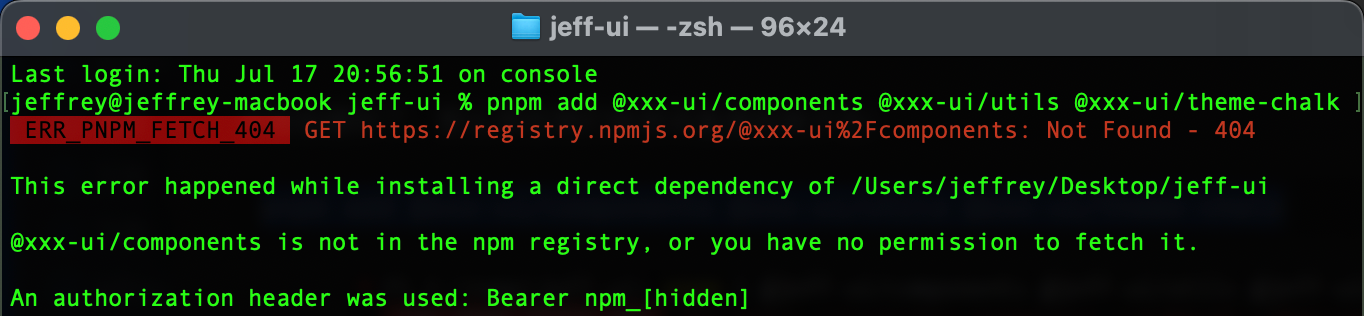 jeff-ui — -zsh — 96×24
Last login: Thu Jul 17 20:56:51 on console
[jeffrey@jeffrey-macbook jeff-ui % pnpm add @xxx-ui/components @xxx-ui/utils @xxx-ui/theme-chalk ]
ERR_PNPM_FETCH_404 GET https://registry.npmjs.org/@xxx-ui%2Fcomponents: Not Found - 404
This error happened while installing a direct dependency of /Users/jeffrey/Desktop/jeff-ui
@xxx-ui/components is not in the npm registry, or you have no permission to fetch it.
An authorization header was used: Bearer npm_[hidden]